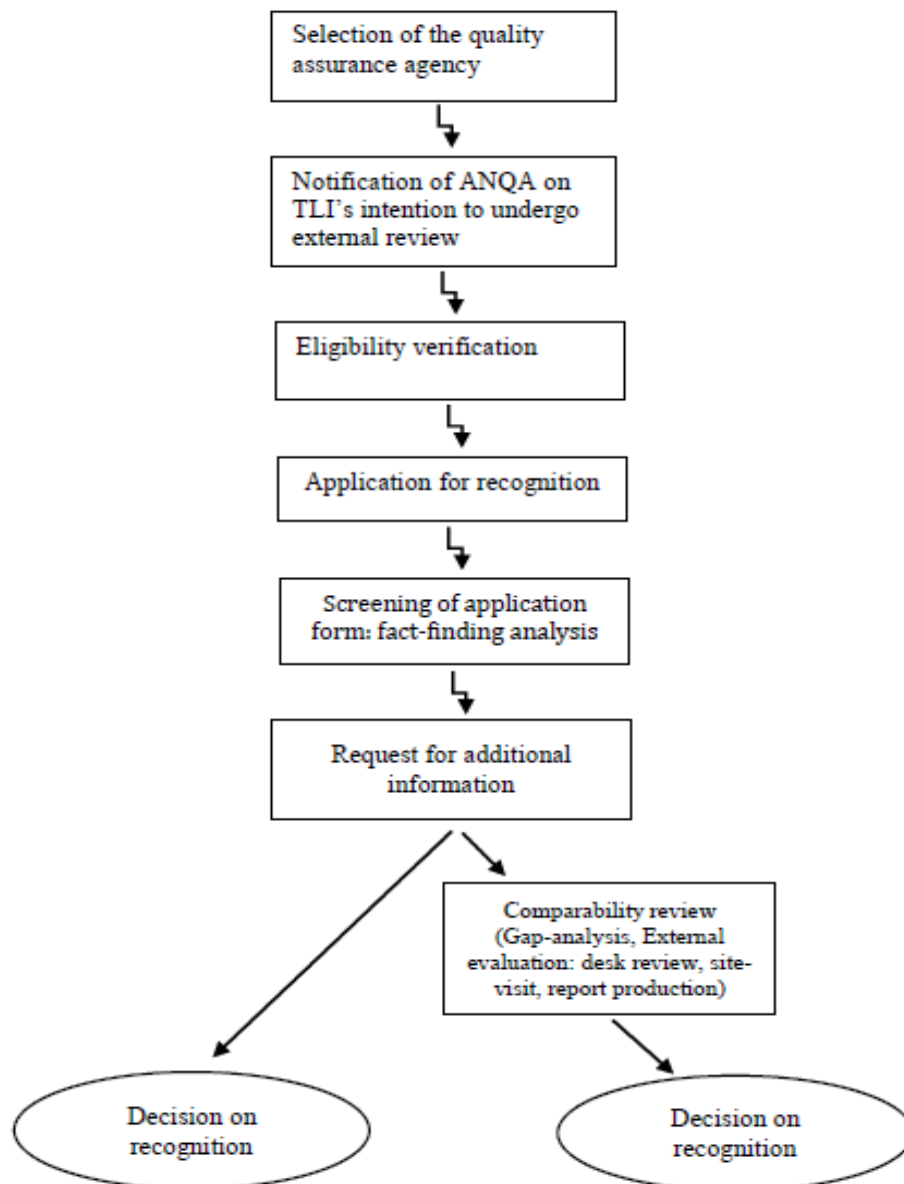 Selection of the quality
assurance agency
Notification of ANQA on
TLI's intention to undergo
external review
Eligibility verification
Application for recognition
Screening of application
form: fact-finding analysis
Request for additional
information
Comparability review
(Gap-analysis, External
evaluation: desk review, site-
visit, report production)
Decision on
recognition
Decision on
recognition